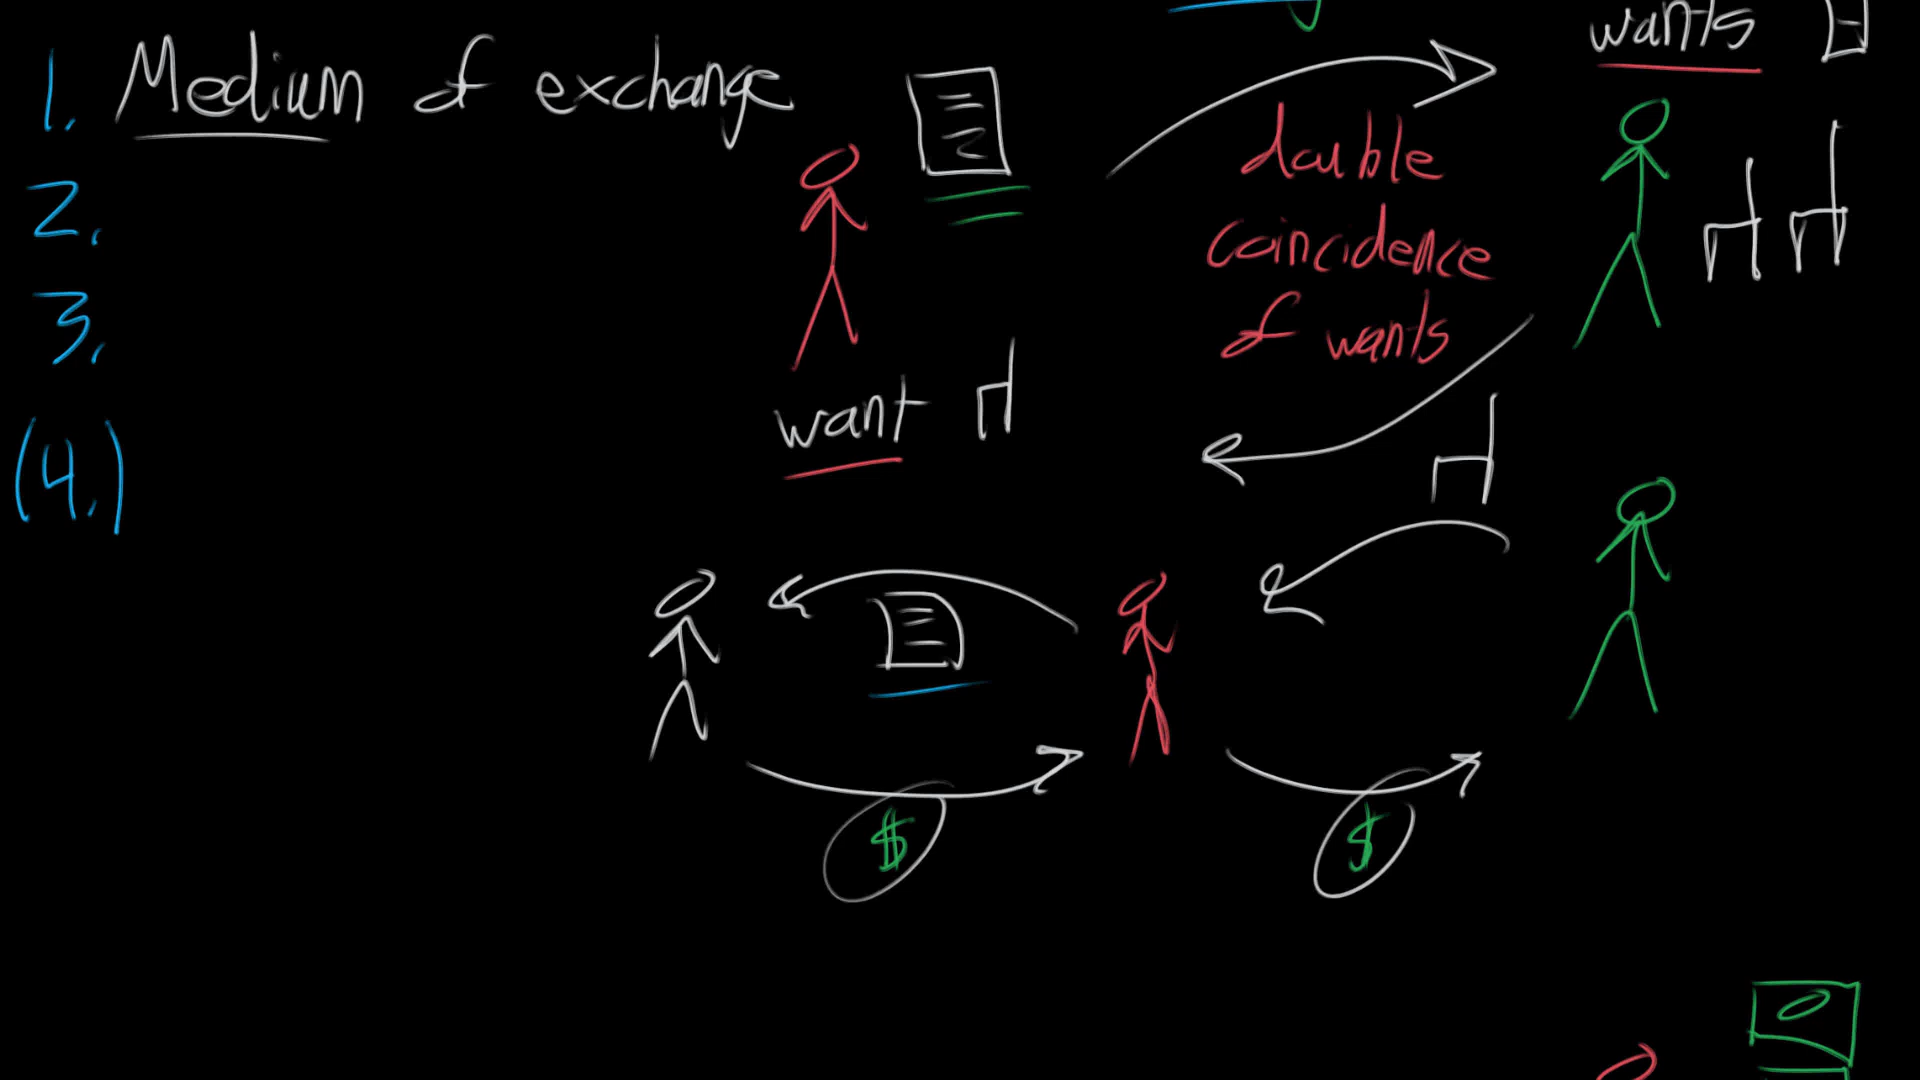 1. Medium of exchange
2.
3.
(4.)
wants
double
coincidence
of wants
want
$
$